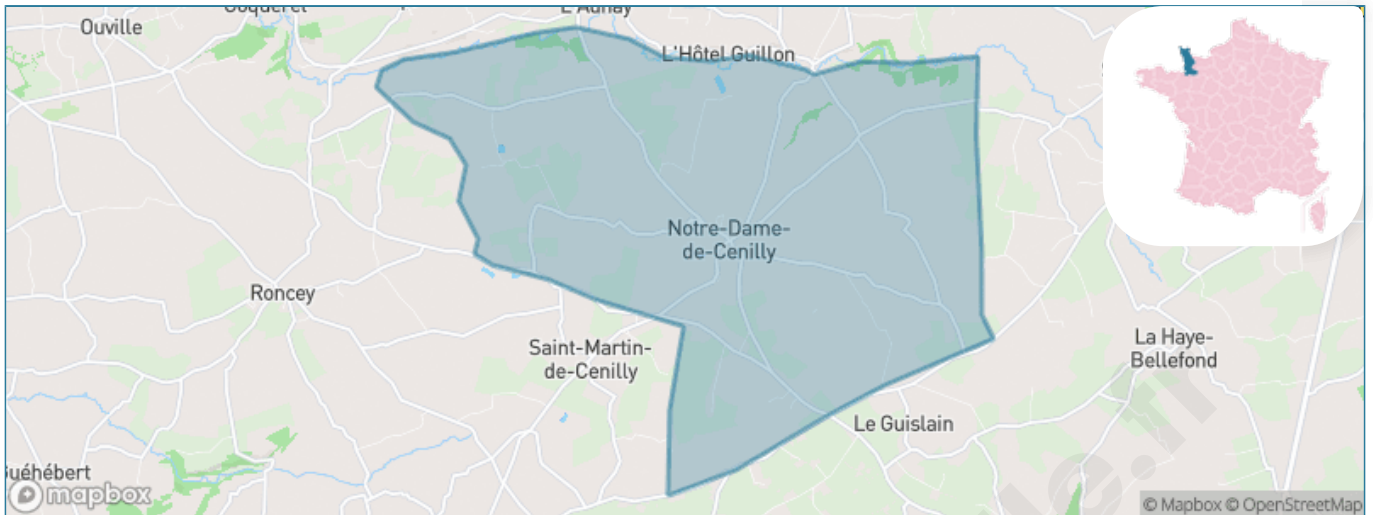 Ouville
L'Aunay
L'Hôtel Guillon
Notre-Dame-
de-Cenilly
Roncey
Saint-Martin-
de-Cenilly
La Haye-
Bellefond
Le Guislain
mapbox
© Mapbox © OpenStreetMap